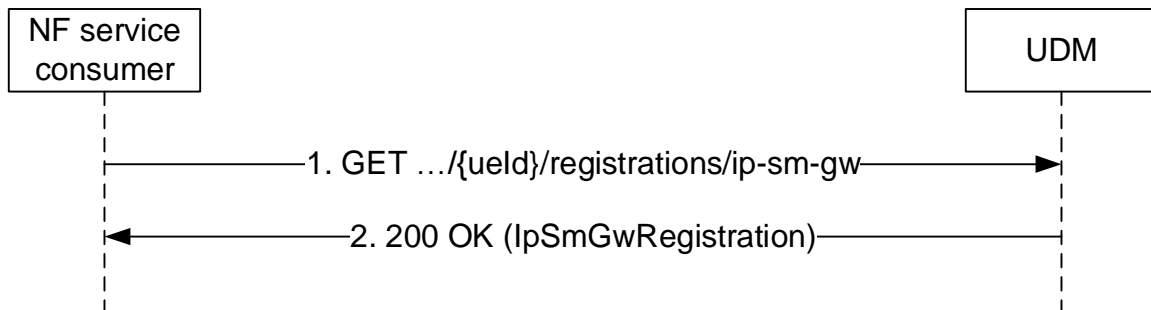 NF service
consumer
UDM
1. GET …/{ueId}/registrations/ip-sm-gw
2. 200 OK (IpSmGwRegistration)